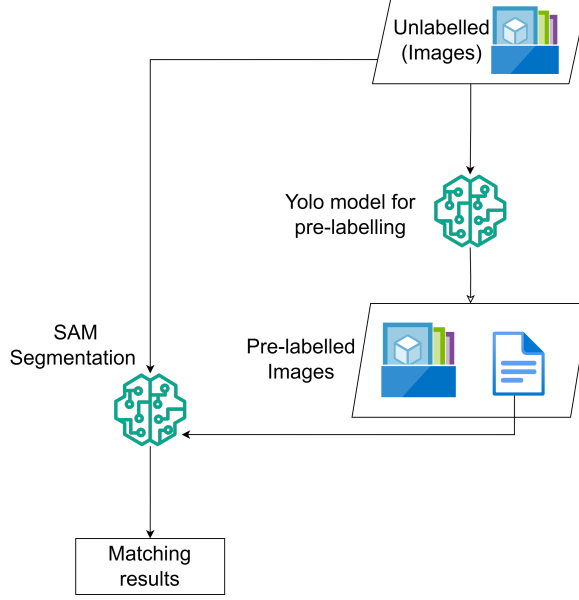 Unlabelled
(Images)
Yolo model for
pre-labelling
SAM
Segmentation
Pre-labelled
Images
Matching
results